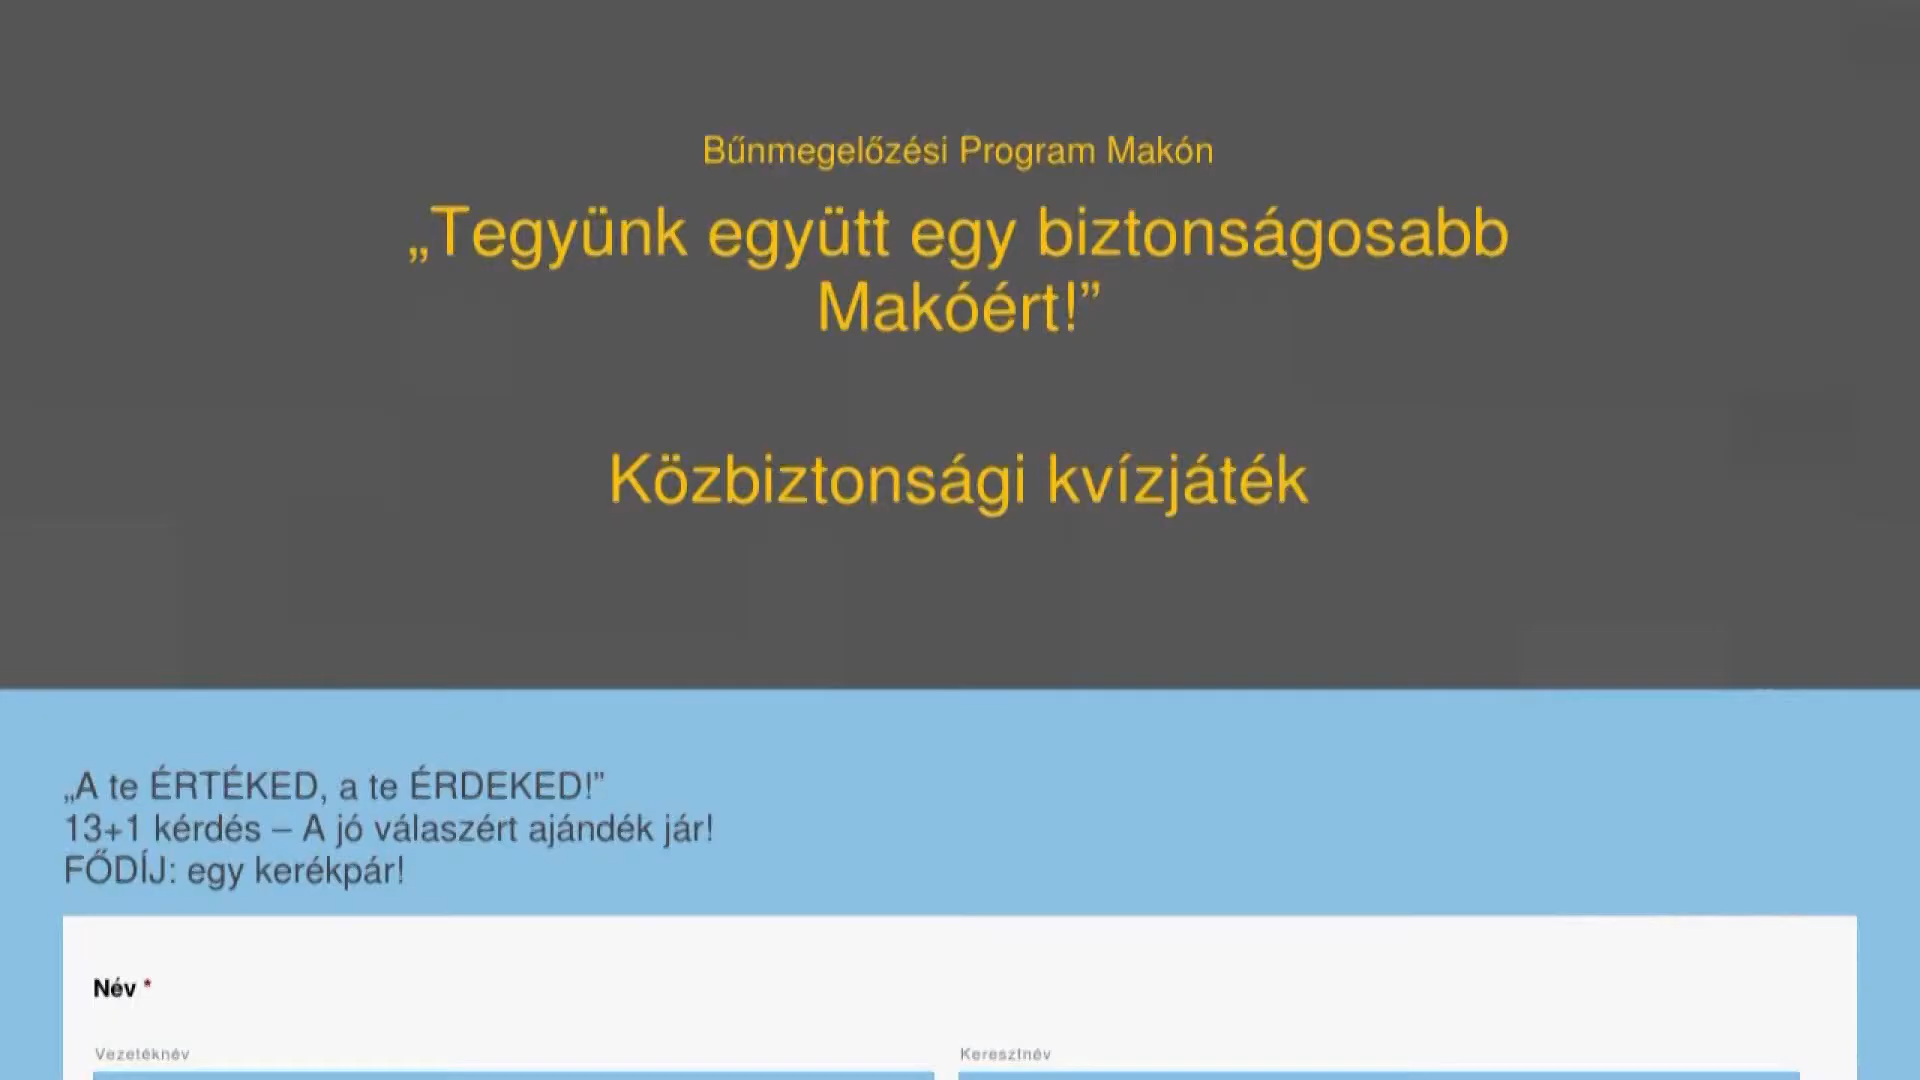 Bűnmegelőzési Program Makón
„Tegyünk együtt egy biztonságosabb
Makóért!”
Közbiztonsági kvízjáték
„A te ÉRTÉKED, a te ÉRDEKED!”
13+1 kérdés – A jó válaszért ajándék jár!
FŐDÍJ: egy kerékpár!
Név *
Vezetéknév
Keresztnév